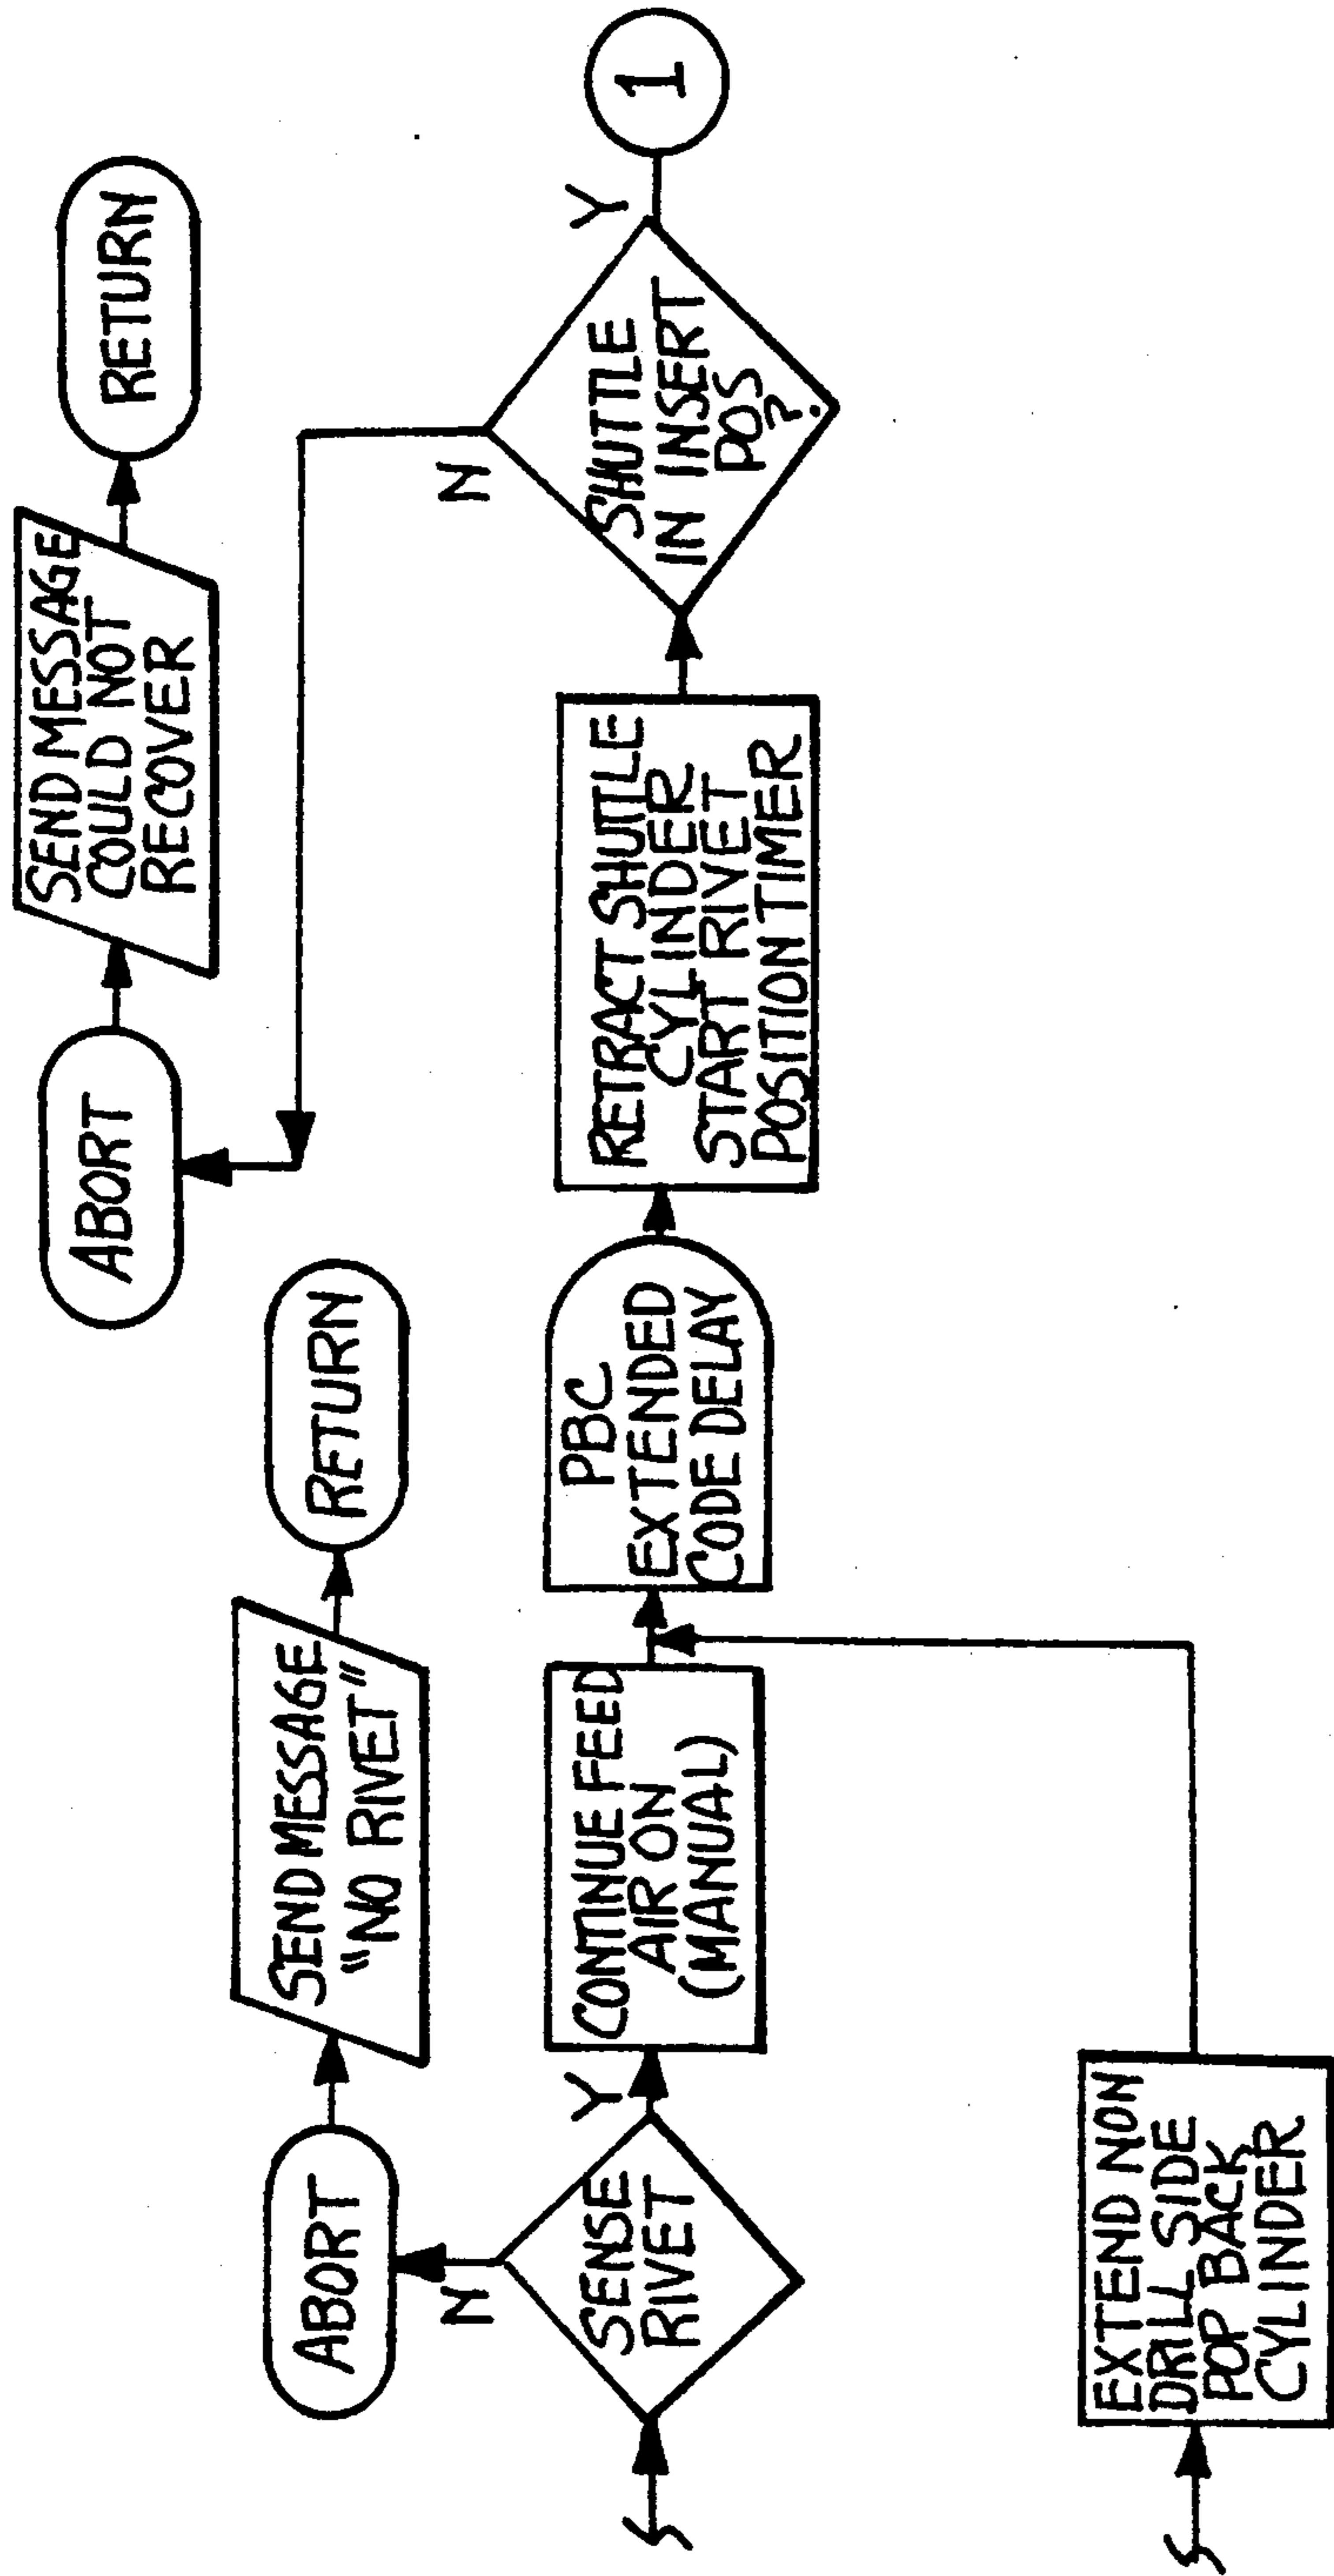 SENSE
RIVET
N
Y
ABORT
SEND MESSAGE
"NO RIVET"
RETURN
CONTINUE FEED
AIR ON
(MANUAL)
EXTEND NON
DRILL SIDE
POP BACK
CYLINDER
PBC
EXTENDED
CODE DELAY
RETRACT SHUTTLE
CYLINDER
START RIVET
POSITION TIMER
SHUTTLE
IN INSERT
POS
?
N
Y
ABORT
SEND MESSAGE
COULD NOT
RECOVER
RETURN
1